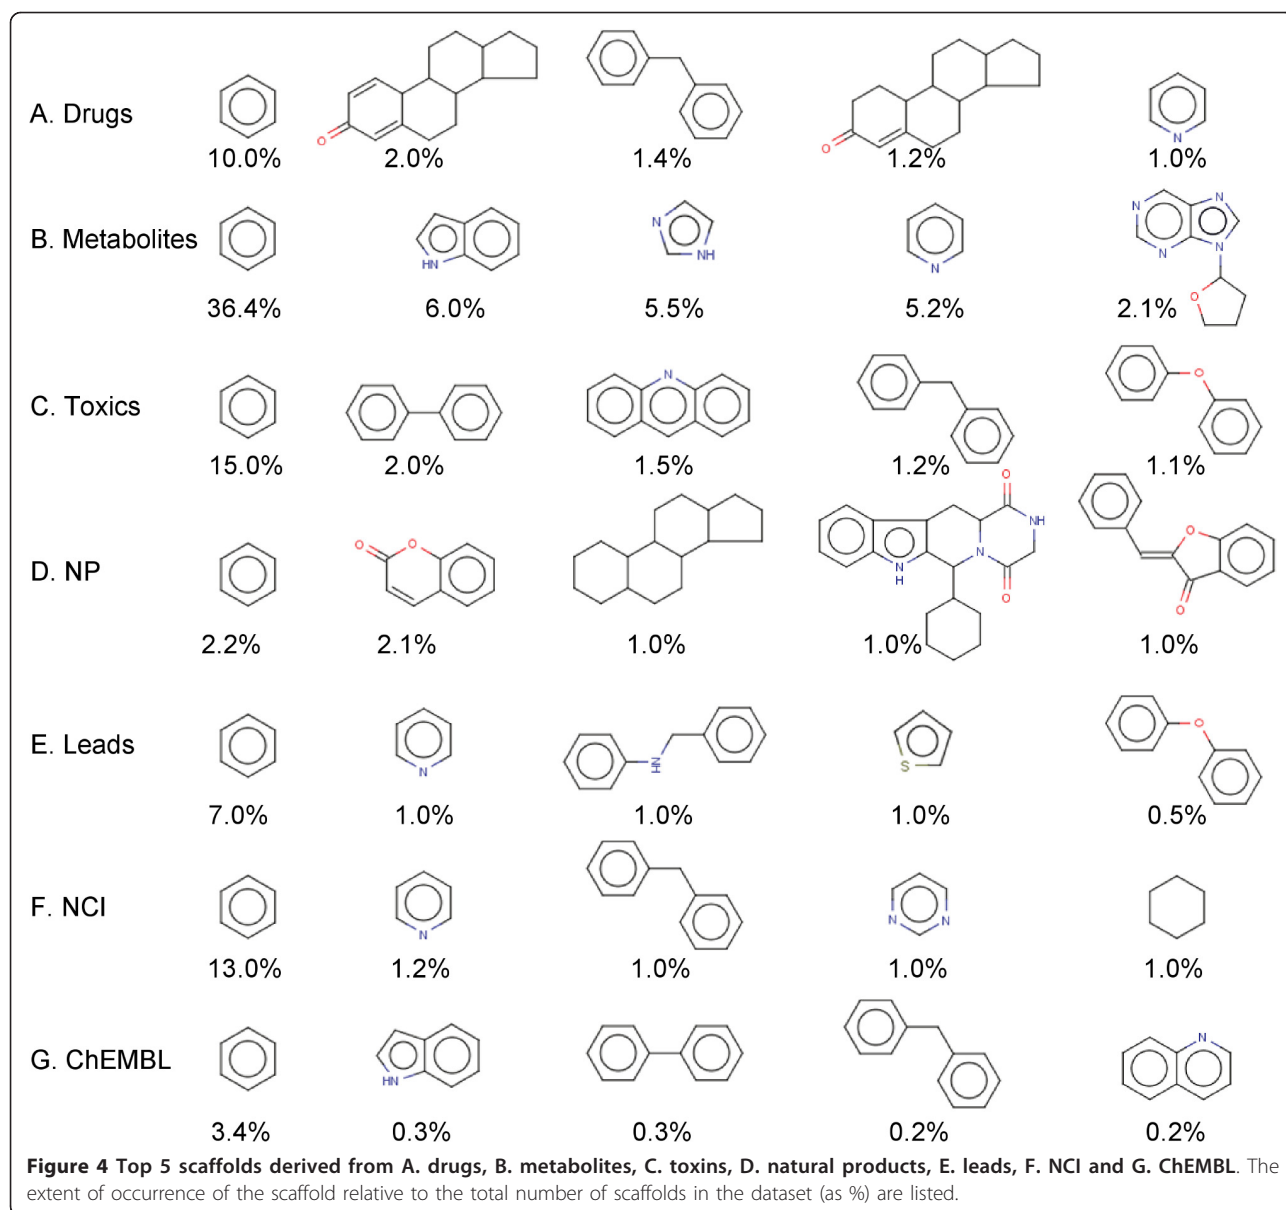 A. Drugs
O
O
N
10.0%
2.0%
1.4%
1.2%
1.0%
B. Metabolites
HN
N
NH
N
N
N
N
N
O
36.4%
6.0%
5.5%
5.2%
2.1%
C. Toxics
N
O
15.0%
2.0%
1.5%
1.2%
1.1%
D. NP
O
O
O
NH
N
N
H
O
O
O
2.2%
2.1%
1.0%
1.0%
1.0%
E. Leads
N
N
H
S
O
7.0%
1.0%
1.0%
1.0%
0.5%
F. NCI
N
N
N
13.0%
1.2%
1.0%
1.0%
1.0%
G. ChEMBL
HN
N
3.4%
0.3%
0.3%
0.2%
0.2%
Figure 4 Top 5 scaffolds derived from A. drugs, B. metabolites, C. toxins, D. natural products, E. leads, F. NCI and G. ChEMBL. The
extent of occurrence of the scaffold relative to the total number of scaffolds in the dataset (as %) are listed.